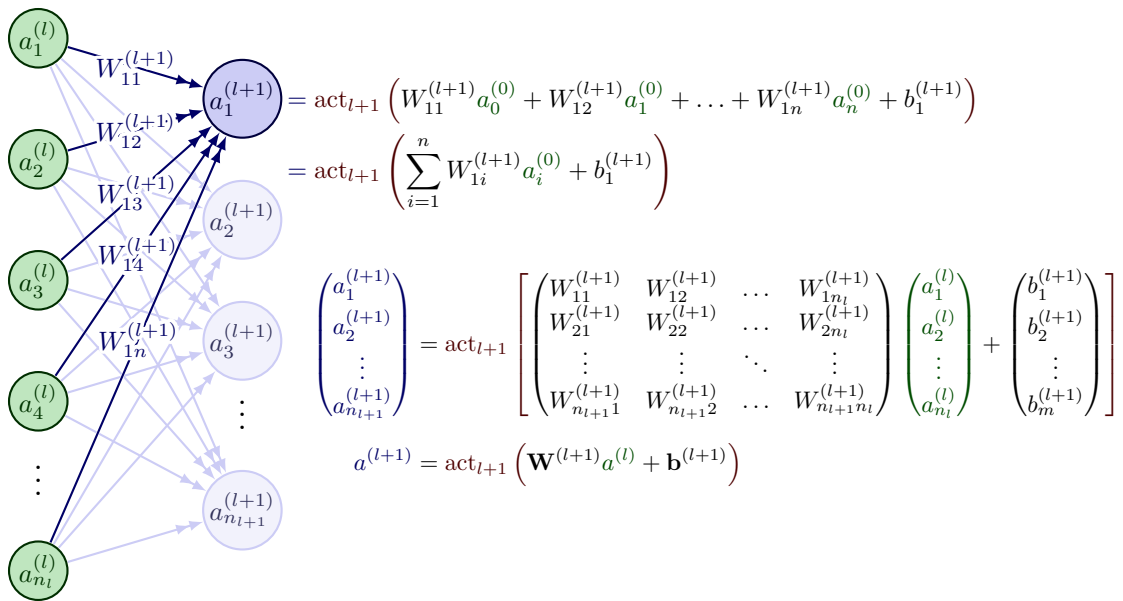 a_1^{(l)}
a_2^{(l)}
a_3^{(l)}
a_4^{(l)}
⋮
a_{n_l}^{(l)}
W_{11}^{(l+1)}
W_{12}^{(l+1)}
W_{13}^{(l+1)}
W_{14}^{(l+1)}
W_{1n}^{(l+1)}
a_1^{(l+1)} = act_{l+1} ( W_{11}^{(l+1)} a_0^{(0)} + W_{12}^{(l+1)} a_1^{(0)} + … + W_{1n}^{(l+1)} a_n^{(0)} + b_1^{(l+1)} )
= act_{l+1} ( ∑_{i=1}^{n} W_{1i}^{(l+1)} a_i^{(0)} + b_1^{(l+1)} )
a_2^{(l+1)}
a_3^{(l+1)}
⋮
a_{n_{l+1}}^{(l+1)}
( a_1^{(l+1)} a_2^{(l+1)} ⋮ a_{n_{l+1}}^{(l+1)} ) = act_{l+1} [ ( W_{11}^{(l+1)} W_{12}^{(l+1)} … W_{1n_l}^{(l+1)}
W_{21}^{(l+1)} W_{22}^{(l+1)} … W_{2n_l}^{(l+1)}
⋮ ⋮ ⋱ ⋮
W_{n_{l+1}1}^{(l+1)} W_{n_{l+1}2}^{(l+1)} … W_{n_{l+1}n_l}^{(l+1)} ) ( a_1^{(l)} a_2^{(l)} ⋮ a_{n_l}^{(l)} ) + ( b_1^{(l+1)} b_2^{(l+1)} ⋮ b_m^{(l+1)} ) ]
a^{(l+1)} = act_{l+1} ( W^{(l+1)} a^{(l)} + b^{(l+1)} )